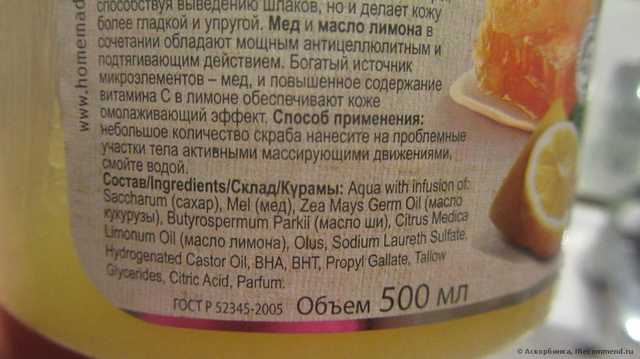 способствуя выведению шлаков, но и делает кожу
более гладкой и упругой. Мед и масло лимона в
сочетании обладают мощным антицеллюлитным и
подтягивающим действием. Богатый источник
микроэлементов – мед, и повышенное содержание
витамина С в лимоне обеспечивают коже
омолаживающий эффект. Способ применения:
небольшое количество скраба нанесите на проблемные
участки тела активными массирующими движениями,
смойте водой.
Состав/Ingredients/Склад/Курамы: Aqua with infusion of:
Saccharum (сахар), Mel (мед), Zea Mays Germ Oil (масло
кукурузы), Butyrospermum Parkii (масло ши), Citrus Medica
Limonum Oil (масло лимона), Olus, Sodium Laureth Sulfate,
Hydrogenated Castor Oil, BHA, BHT, Propyl Gallate, Tallow
Glycerides, Citric Acid, Parfum.
ГОСТ Р 52345-2005 Объем 500 мл
www.homemad
© Аскорбинка, IRecommend.ru